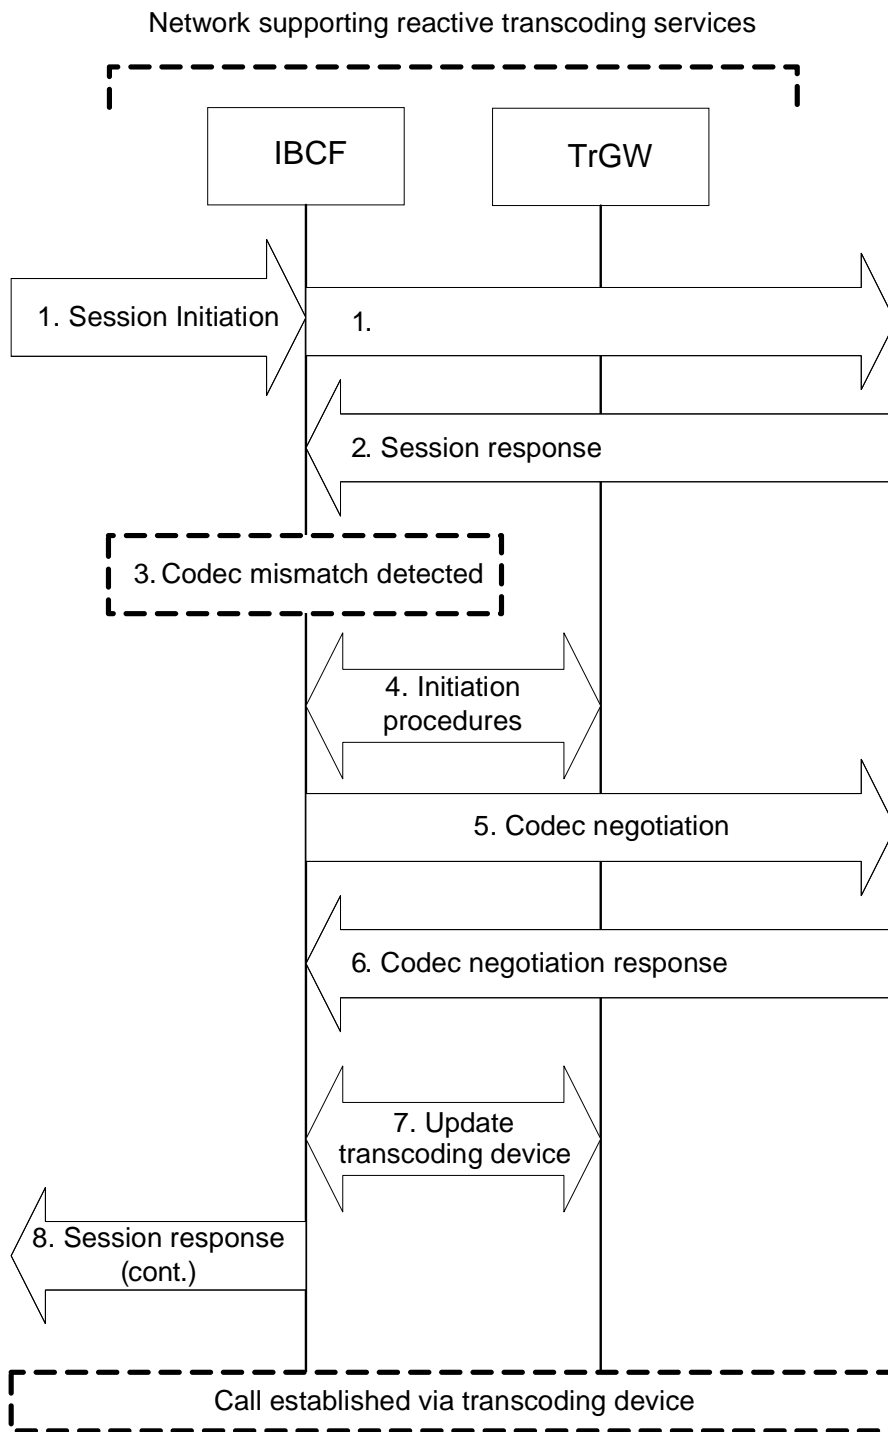 Network supporting reactive transcoding services
IBCF
TrGW
1. Session Initiation
1.
2. Session response
3. Codec mismatch detected
4. Initiation
procedures
5. Codec negotiation
6. Codec negotiation response
7. Update
transcoding device
8. Session response
(cont.)
Call established via transcoding device